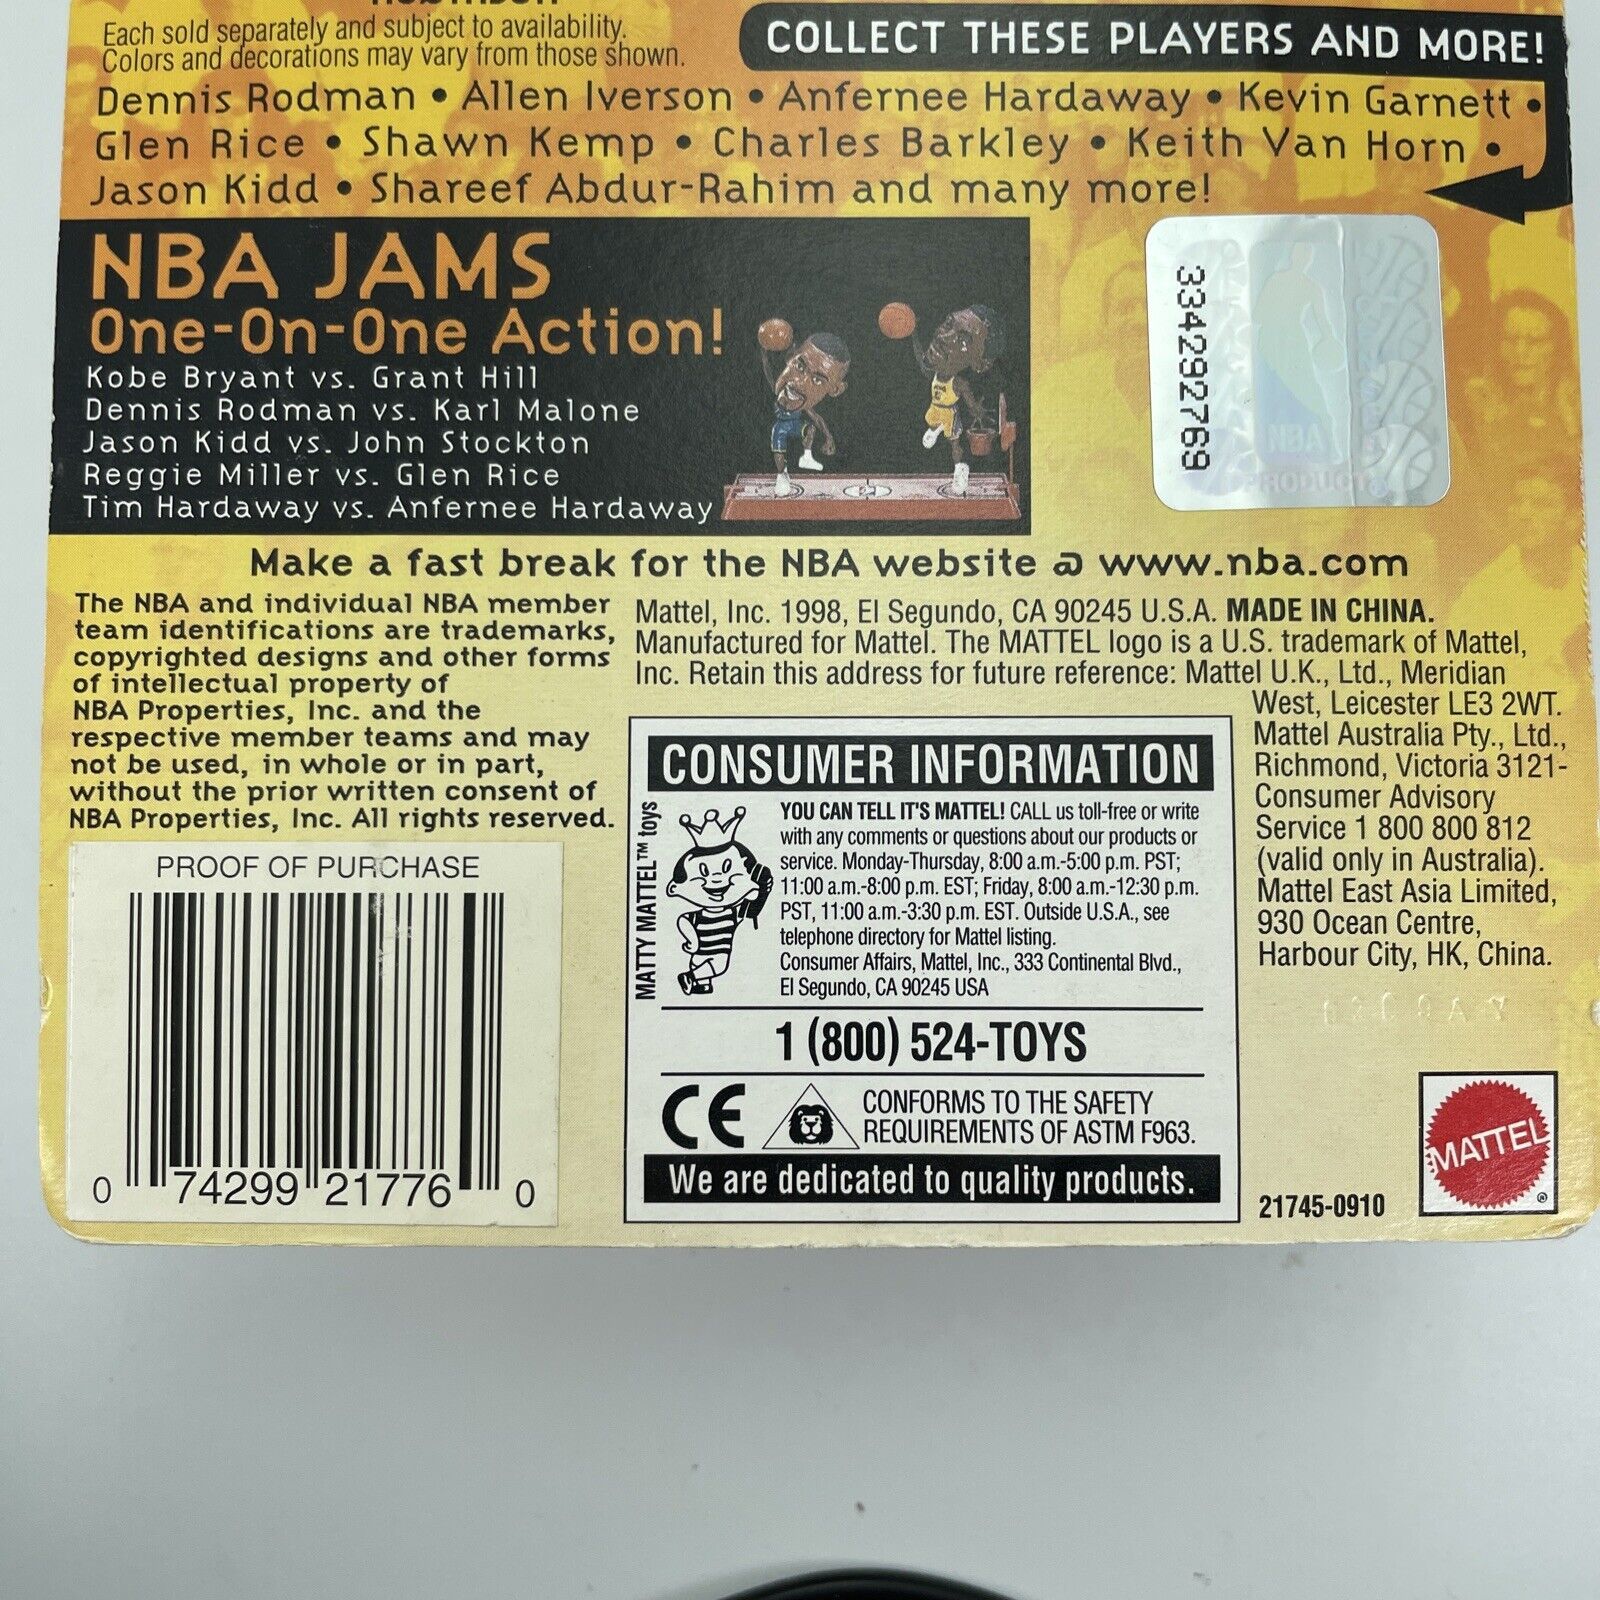 Each sold separately and subject to availability.
Colors and decorations may vary from those shown.
COLLECT THESE PLAYERS AND MORE!
Dennis Rodman • Allen Iverson • Anfernee Hardaway • Kevin Garnett •
Glen Rice • Shawn Kemp • Charles Barkley • Keith Van Horn •
Jason Kidd • Shareef Abdur-Rahim and many more!
NBA JAMS
One-On-One Action!
Kobe Bryant vs. Grant Hill
Dennis Rodman vs. Karl Malone
Jason Kidd vs. John Stockton
Reggie Miller vs. Glen Rice
Tim Hardaway vs. Anfernee Hardaway
334292769
NBA
PRODUCT
Make a fast break for the NBA website @ www.nba.com
The NBA and individual NBA member
team identifications are trademarks,
copyrighted designs and other forms
of intellectual property of
NBA Properties, Inc. and the
respective member teams and may
not be used, in whole or in part,
without the prior written consent of
NBA Properties, Inc. All rights reserved.
Mattel, Inc. 1998, El Segundo, CA 90245 U.S.A. MADE IN CHINA.
Manufactured for Mattel. The MATTEL logo is a U.S. trademark of Mattel,
Inc. Retain this address for future reference: Mattel U.K., Ltd., Meridian
West, Leicester LE3 2WT.
Mattel Australia Pty., Ltd.,
Richmond, Victoria 3121-
Consumer Advisory
Service 1 800 800 812
(valid only in Australia).
Mattel East Asia Limited,
930 Ocean Centre,
Harbour City, HK, China.
PROOF OF PURCHASE
0 74299 21776 0
CONSUMER INFORMATION
MATTY MATTEL™ toys
YOU CAN TELL IT'S MATTEL! CALL us toll-free or write
with any comments or questions about our products or
service. Monday-Thursday, 8:00 a.m.-5:00 p.m. PST;
11:00 a.m.-8:00 p.m. EST; Friday, 8:00 a.m.-12:30 p.m.
PST, 11:00 a.m.-3:30 p.m. EST. Outside U.S.A., see
telephone directory for Mattel listing.
Consumer Affairs, Mattel, Inc., 333 Continental Blvd.,
El Segundo, CA 90245 USA
1 (800) 524-TOYS
CE
CONFORMS TO THE SAFETY
REQUIREMENTS OF ASTM F963.
We are dedicated to quality products.
21745-0910
MATTEL
®